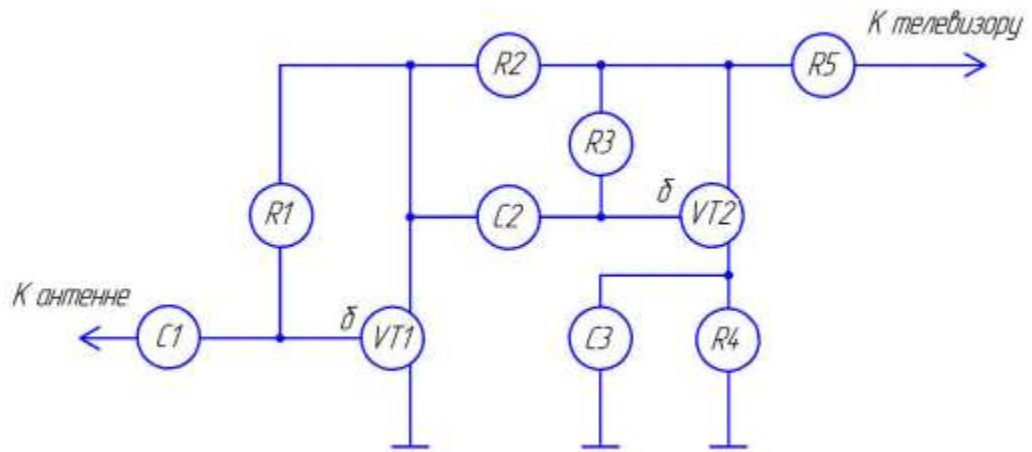 К телевизору
R2
R5
R3
R1
C2
б
VT2
К антенне
C1
б
VT1
C3
R4